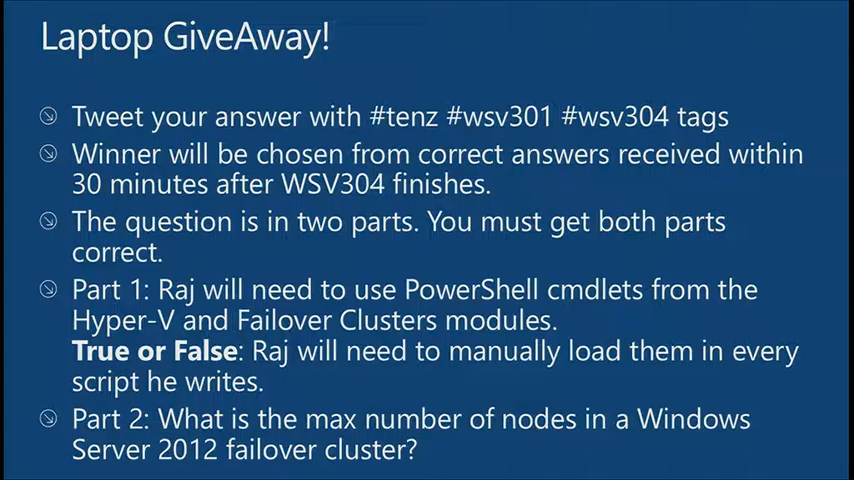 Laptop GiveAway!
Tweet your answer with #tenz #wsv301 #wsv304 tags
Winner will be chosen from correct answers received within
30 minutes after WSV304 finishes.
The question is in two parts. You must get both parts
correct.
Part 1: Raj will need to use PowerShell cmdlets from the
Hyper-V and Failover Clusters modules.
True or False: Raj will need to manually load them in every
script he writes.
Part 2: What is the max number of nodes in a Windows
Server 2012 failover cluster?